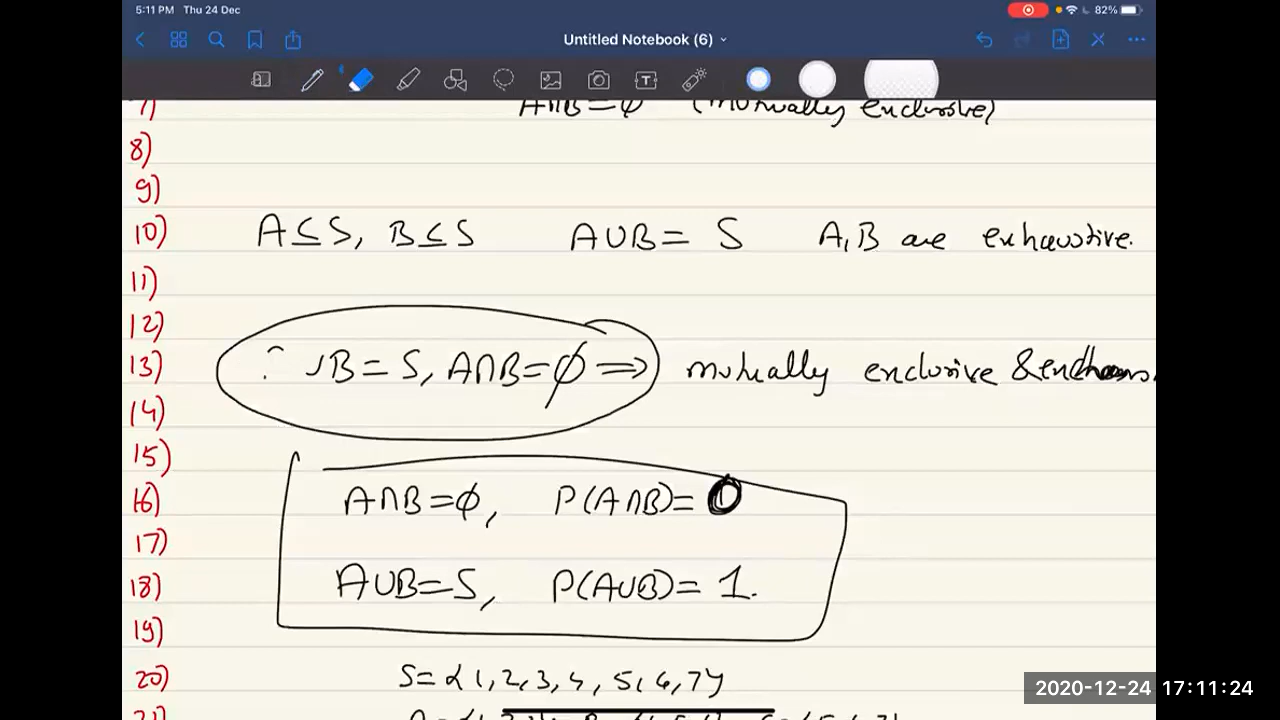 5:11 PM Thu 24 Dec
82%
Untitled Notebook (6)
7) A∩B=φ (Mutually exclusive)
8)
9)
10) A⊆S, B⊆S A∪B= S A,B are exhaustive.
11)
12)
13) ∪B= S, A∩B=φ ⇒ mutually exclusive &
14)
15)
16) A∩B=φ, P(A∩B)= 0
17)
18) A∪B=S, P(A∪B)= 1.
19)
20) S={1,2,3,4,5,6,7}
21)
2020-12-24 17:11:24